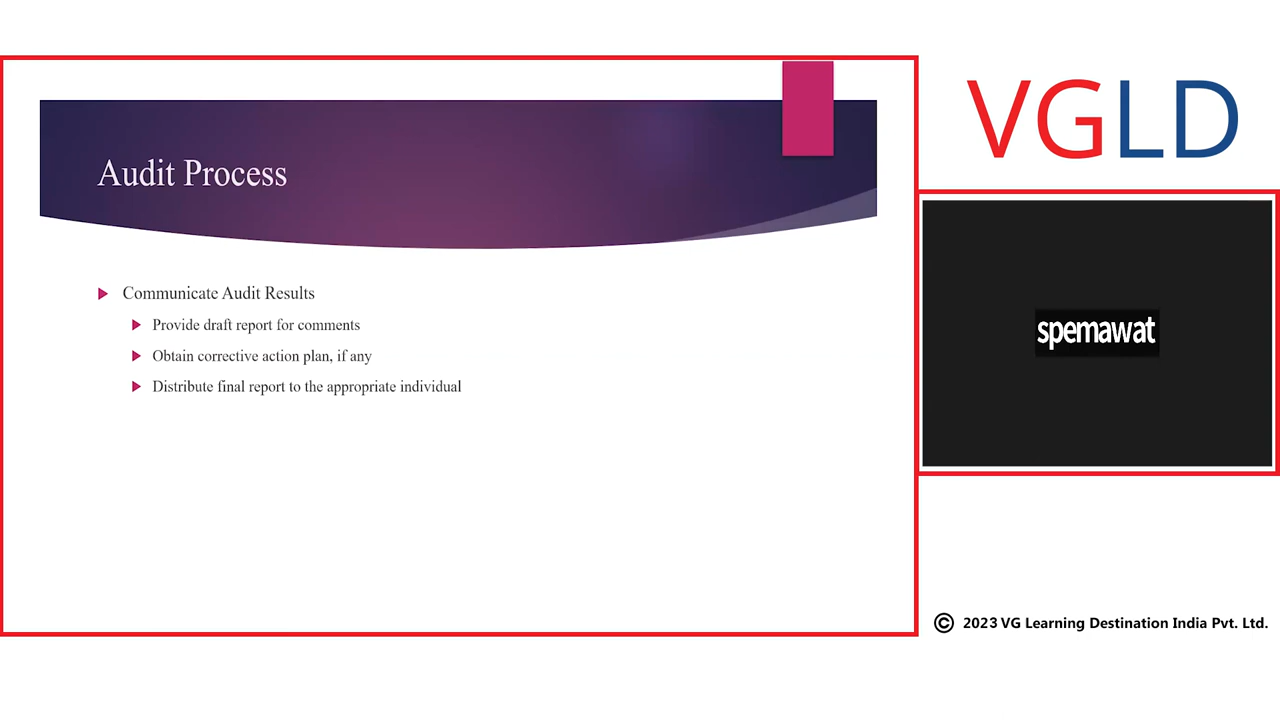 Audit Process
Communicate Audit Results
Provide draft report for comments
Obtain corrective action plan, if any
Distribute final report to the appropriate individual
VGLD
spemawat
© 2023 VG Learning Destination India Pvt. Ltd.